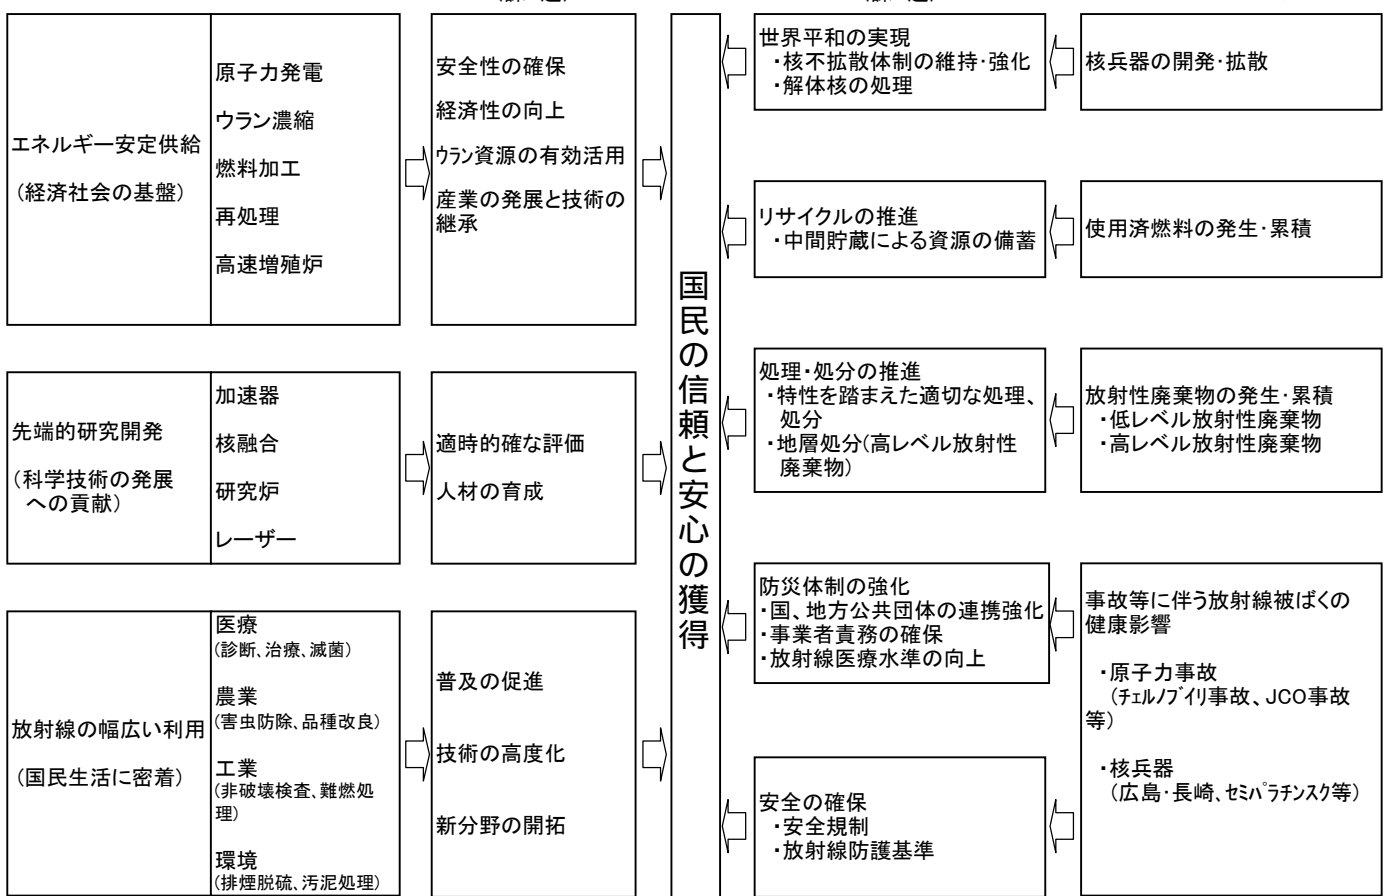 エネルギー安定供給
(経済社会の基盤)
原子力発電
ウラン濃縮
燃料加工
再処理
高速増殖炉
安全性の確保
経済性の向上
ウラン資源の有効活用
産業の発展と技術の
継承
先端的研究開発
(科学技術の発展
への貢献)
加速器
核融合
研究炉
レーザー
適時的確な評価
人材の育成
放射線の幅広い利用
(国民生活に密着)
医療
(診断、治療、滅菌)
農業
(害虫防除、品種改良)
工業
(非破壊検査、難燃処
理)
環境
(排煙脱硫、汚泥処理)
普及の促進
技術の高度化
新分野の開拓
国民の信頼と安心の獲得
世界平和の実現
・核不拡散体制の維持・強化
・解体核の処理
核兵器の開発・拡散
リサイクルの推進
・中間貯蔵による資源の備蓄
使用済燃料の発生・累積
処理・処分の推進
・特性を踏まえた適切な処理、
処分
・地層処分(高レベル放射性
廃棄物)
放射性廃棄物の発生・累積
・低レベル放射性廃棄物
・高レベル放射性廃棄物
防災体制の強化
・国、地方公共団体の連携強化
・事業者責務の確保
・放射線医療水準の向上
安全の確保
・安全規制
・放射線防護基準
事故等に伴う放射線被ばくの
健康影響
・原子力事故
(チェルノブイリ事故、JCO事故
等)
・核兵器
(広島・長崎、セミパラチンスク等)